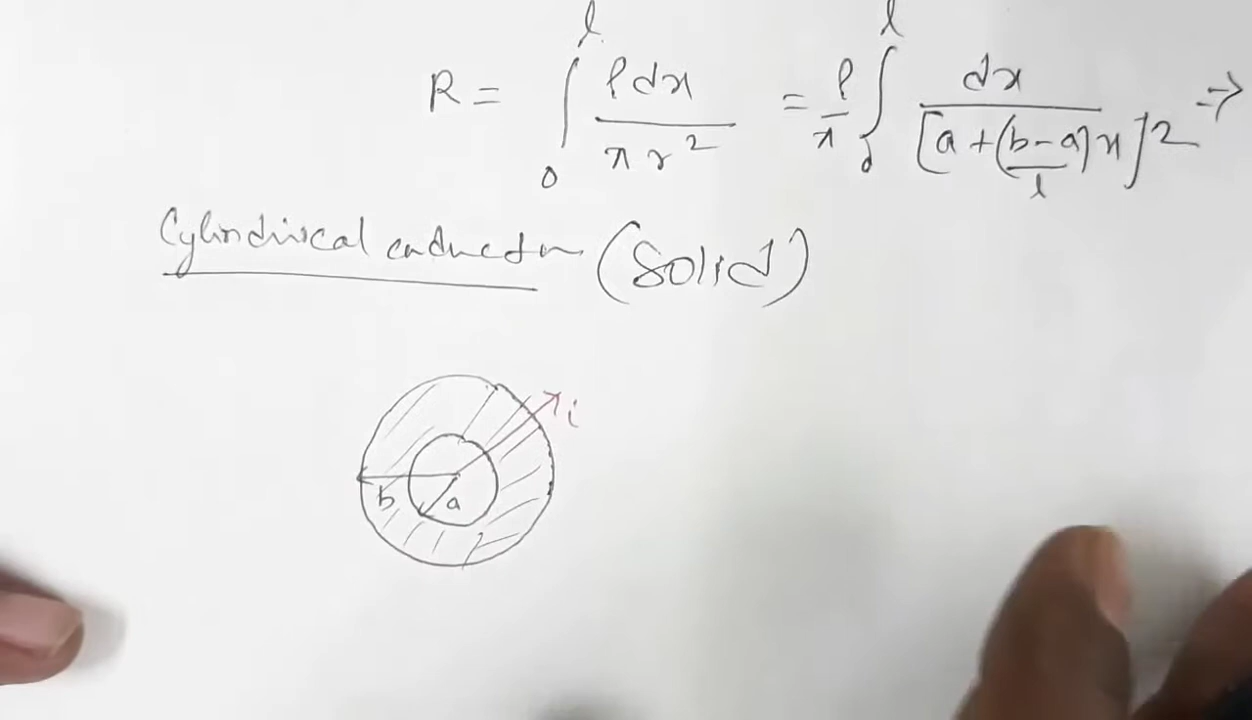 R = ∫₀ˡ ρdx / πr² = ρ/π ∫₀ˡ dx / [a + (b-a)x / l]² ⇒
Cylindrical conductor (Solid)
i
b a